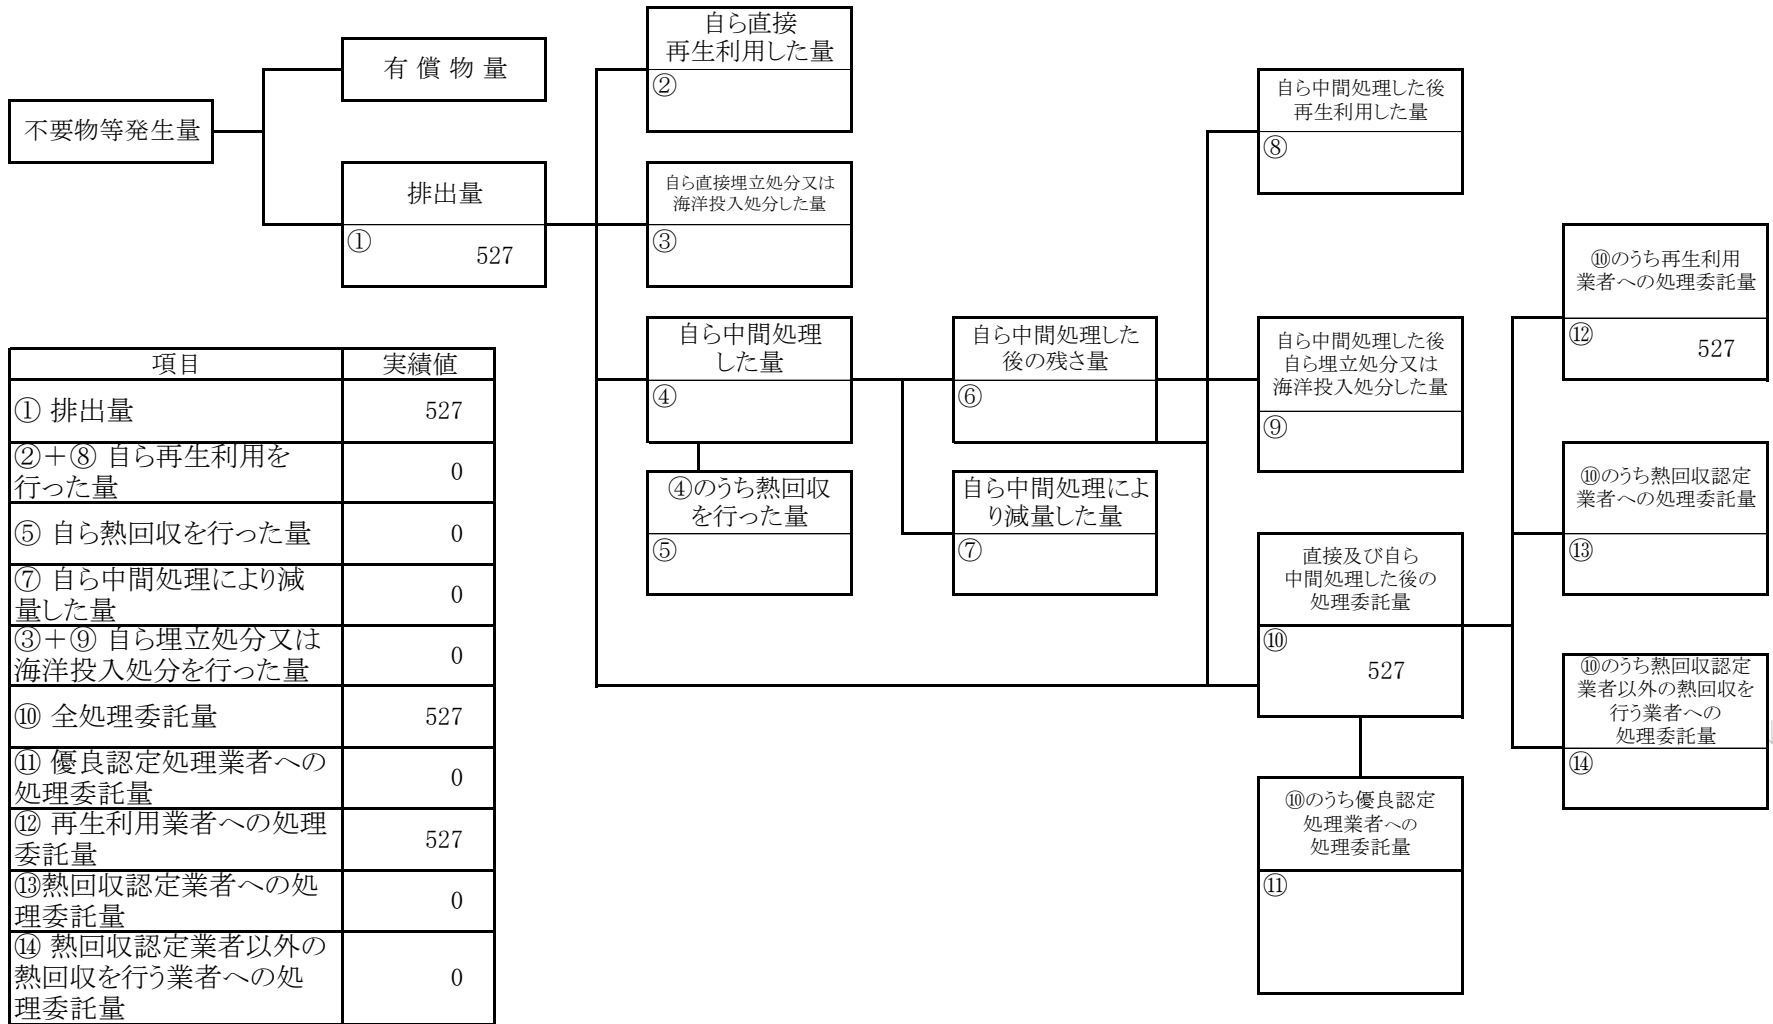 不要物等発生量
有 償 物 量
排出量
①
527
自ら直接
再生利用した量
②
自ら直接埋立処分又は
海洋投入処分した量
③
自ら中間処理
した量
④
④のうち熱回収
を行った量
⑤
自ら中間処理した
後の残さ量
⑥
自ら中間処理によ
り減量した量
⑦
自ら中間処理した後
再生利用した量
⑧
自ら中間処理した後
自ら埋立処分又は
海洋投入処分した量
⑨
直接及び自ら
中間処理した後の
処理委託量
⑩
527
⑩のうち優良認定
処理業者への
処理委託量
⑪
⑩のうち再生利用
業者への処理委託量
⑫
527
⑩のうち熱回収認定
業者への処理委託量
⑬
⑩のうち熱回収認定
業者以外の熱回収を
行う業者への
処理委託量
⑭
項目 実績値
① 排出量 527
②＋⑧ 自ら再生利用を
行った量 0
⑤ 自ら熱回収を行った量 0
⑦ 自ら中間処理により減
量した量 0
③＋⑨ 自ら埋立処分又は
海洋投入処分を行った量 0
⑩ 全処理委託量 527
⑪ 優良認定処理業者への
処理委託量 0
⑫ 再生利用業者への処理
委託量 527
⑬熱回収認定業者への処
理委託量 0
⑭ 熱回収認定業者以外の
熱回収を行う業者への処
理委託量 0